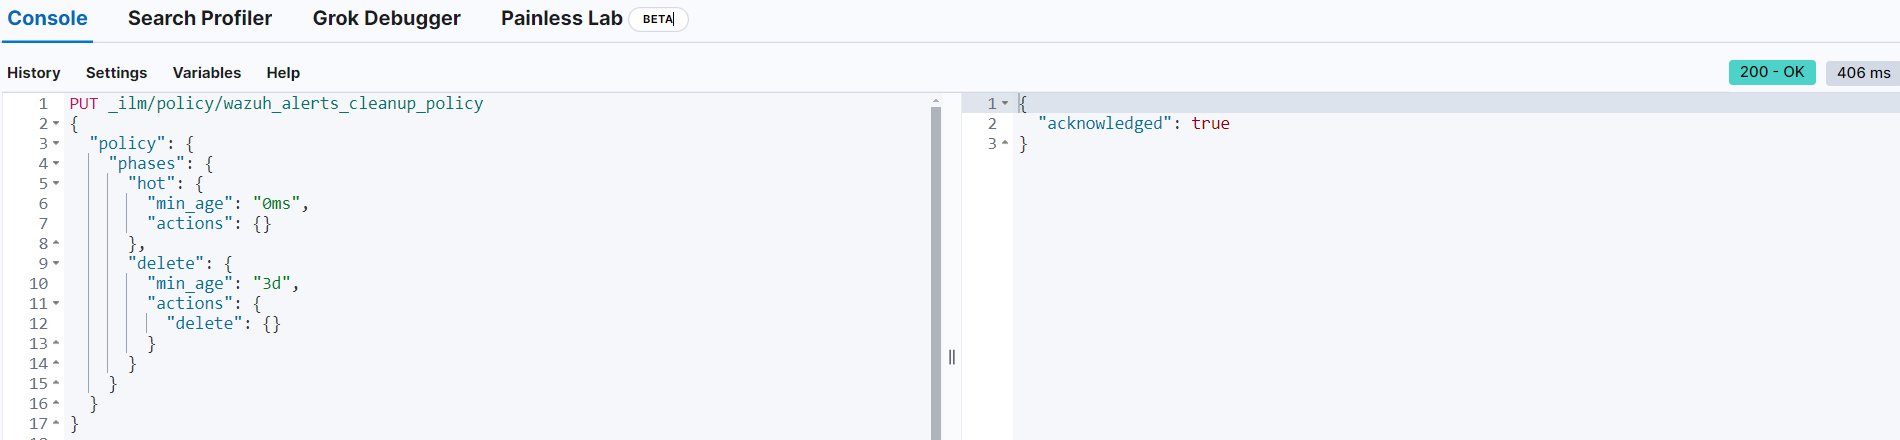 Console Search Profiler Grok Debugger Painless Lab BETA
History Settings Variables Help 200 - OK 406 ms
1 PUT _ilm/policy/wazuh_alerts_cleanup_policy
2 {
3 "policy": {
4 "phases": {
5 "hot": {
6 "min_age": "0ms",
7 "actions": {}
8 },
9 "delete": {
10 "min_age": "3d",
11 "actions": {
12 "delete": {}
13 }
14 }
15 }
16 }
17 }
1 {
2 "acknowledged": true
3 }